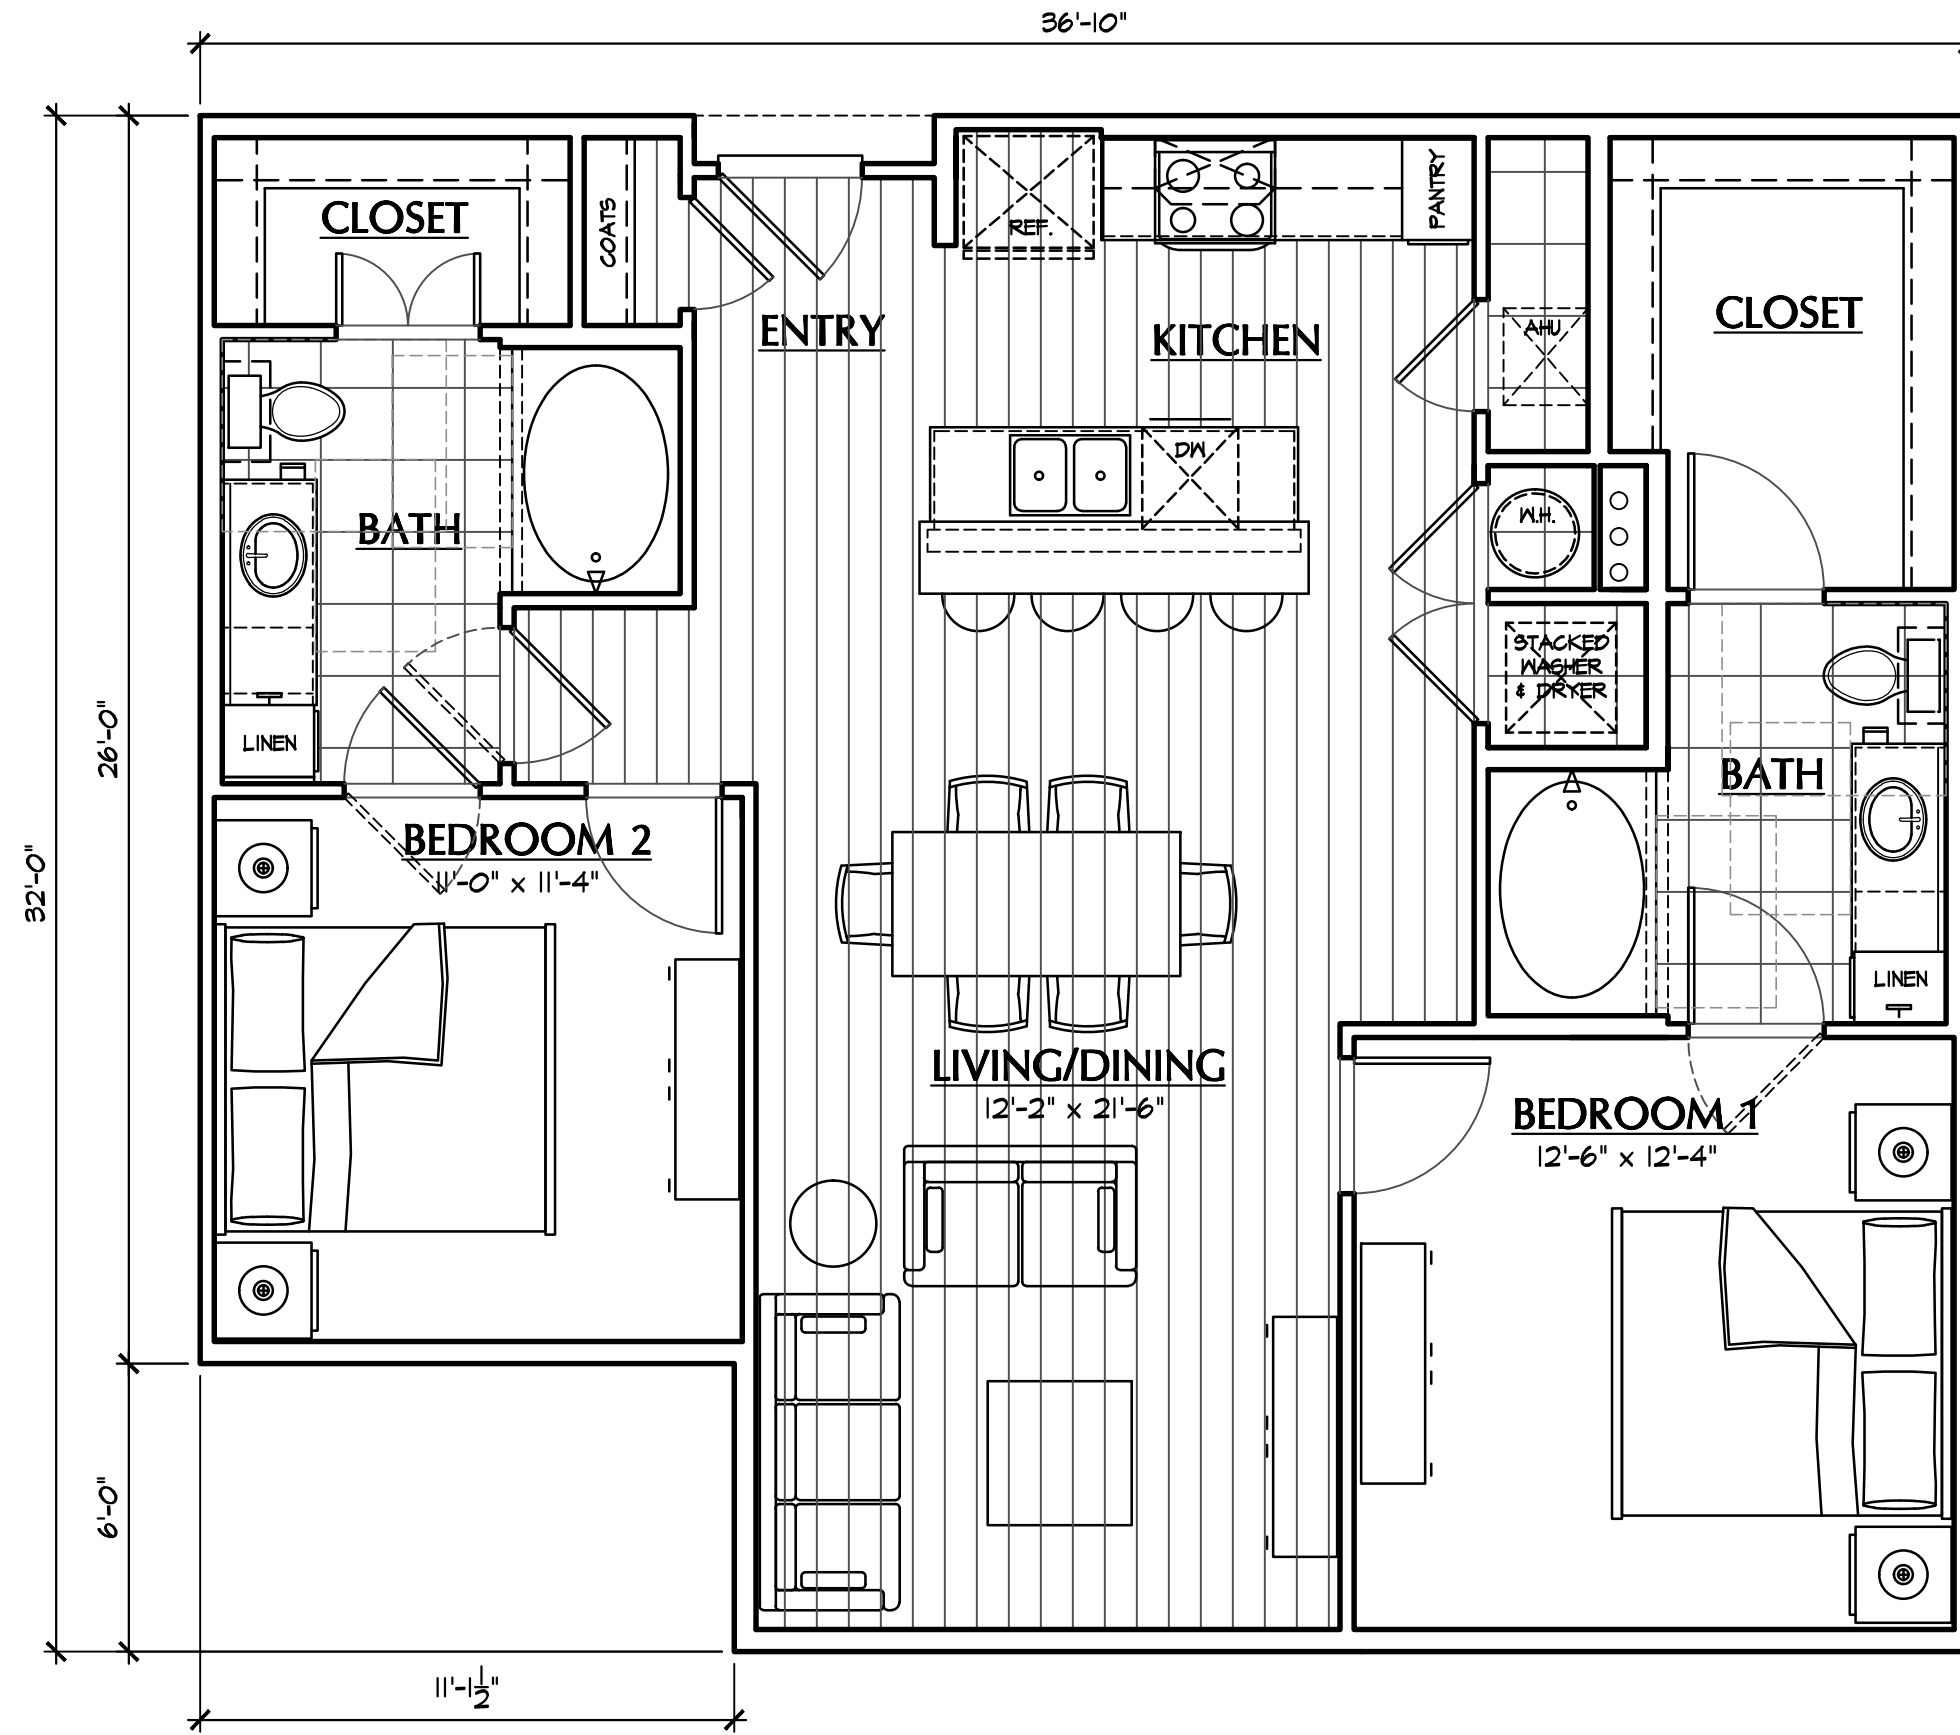 36'-10"
CLOSET
COATS
REF.
PANTRY
ENTRY
KITCHEN
AHU
CLOSET
DW
W.H.
BATH
STACKED
WASHER
& DRYER
26'-0"
LINEN
BATH
32'-0"
BEDROOM 2
11'-0" x 11'-4"
LINEN
LIVING/DINING
12'-2" x 21'-6"
BEDROOM 1
12'-6" x 12'-4"
6'-0"
11'-1 1/2"